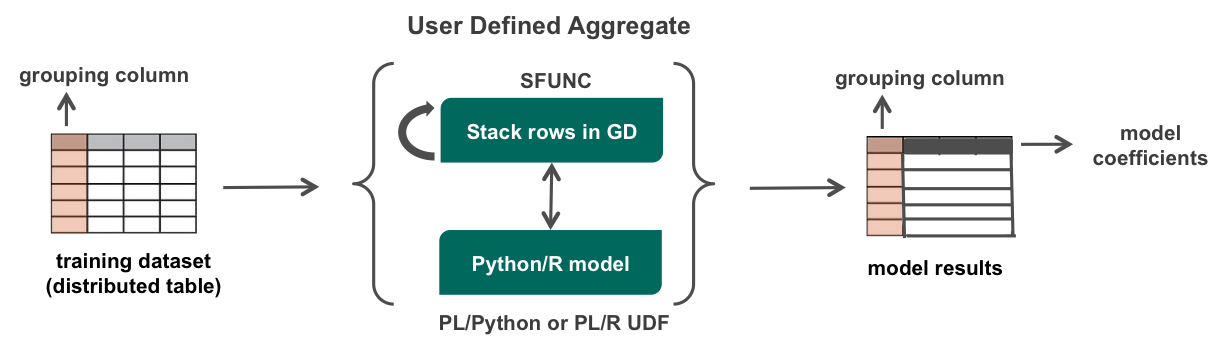 User Defined Aggregate
grouping column
training dataset
(distributed table)
SFUNC
Stack rows in GD
Python/R model
PL/Python or PL/R UDF
grouping column
model results
model
coefficients